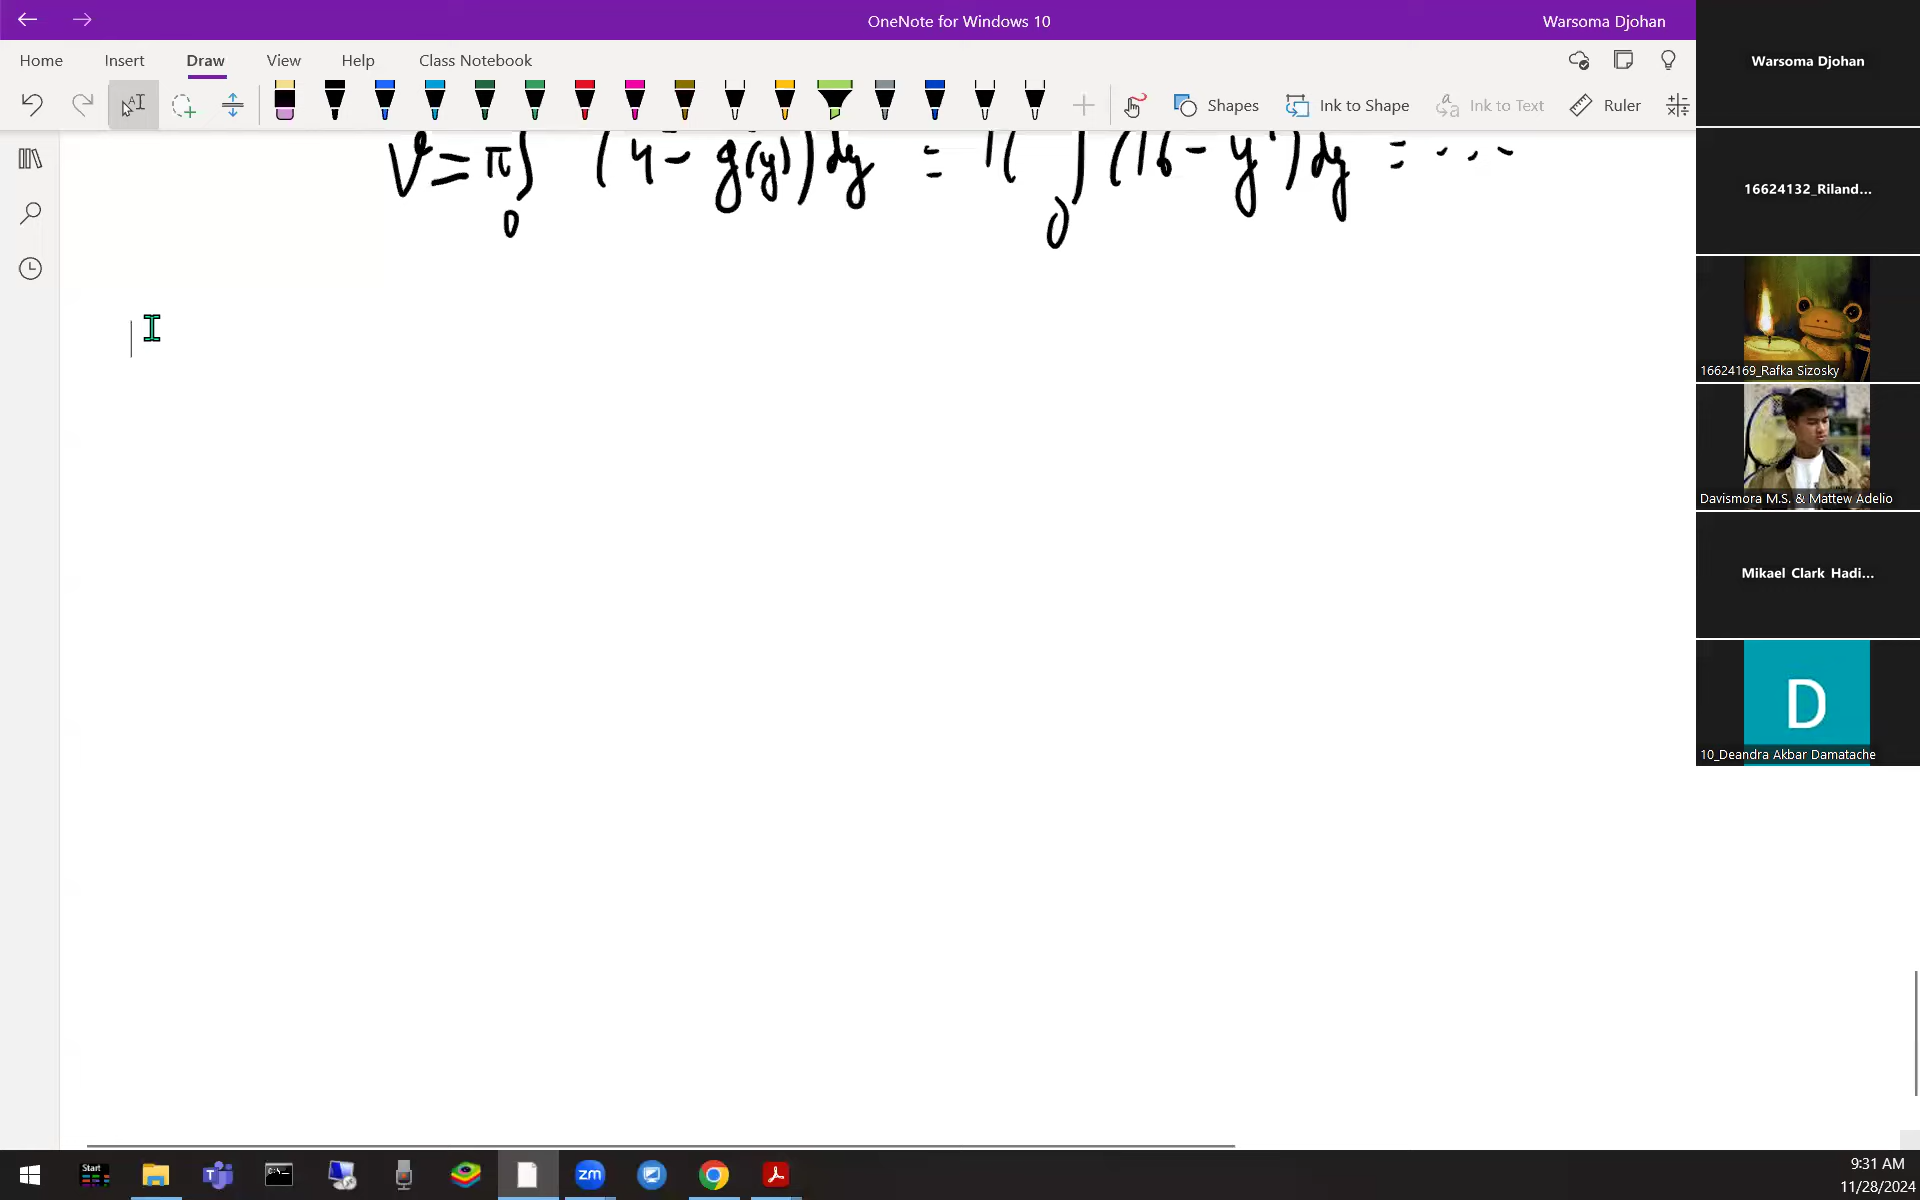 OneNote for Windows 10
Warsoma Djohan
Home Insert Draw View Help Class Notebook
Shapes Ink to Shape Ink to Text Ruler
V = π∫ (4 - g(y)) dy = π ∫ (16 - y ) dy = ...
0 0
Warsoma Djohan
16624132_Riland...
16624169_Rafka Sizosky
Davismora M.S. & Mattew Adelio
Mikael Clark Hadi...
D
10_Deandra Akbar Damatache
Start
zm
9:31 AM
11/28/2024